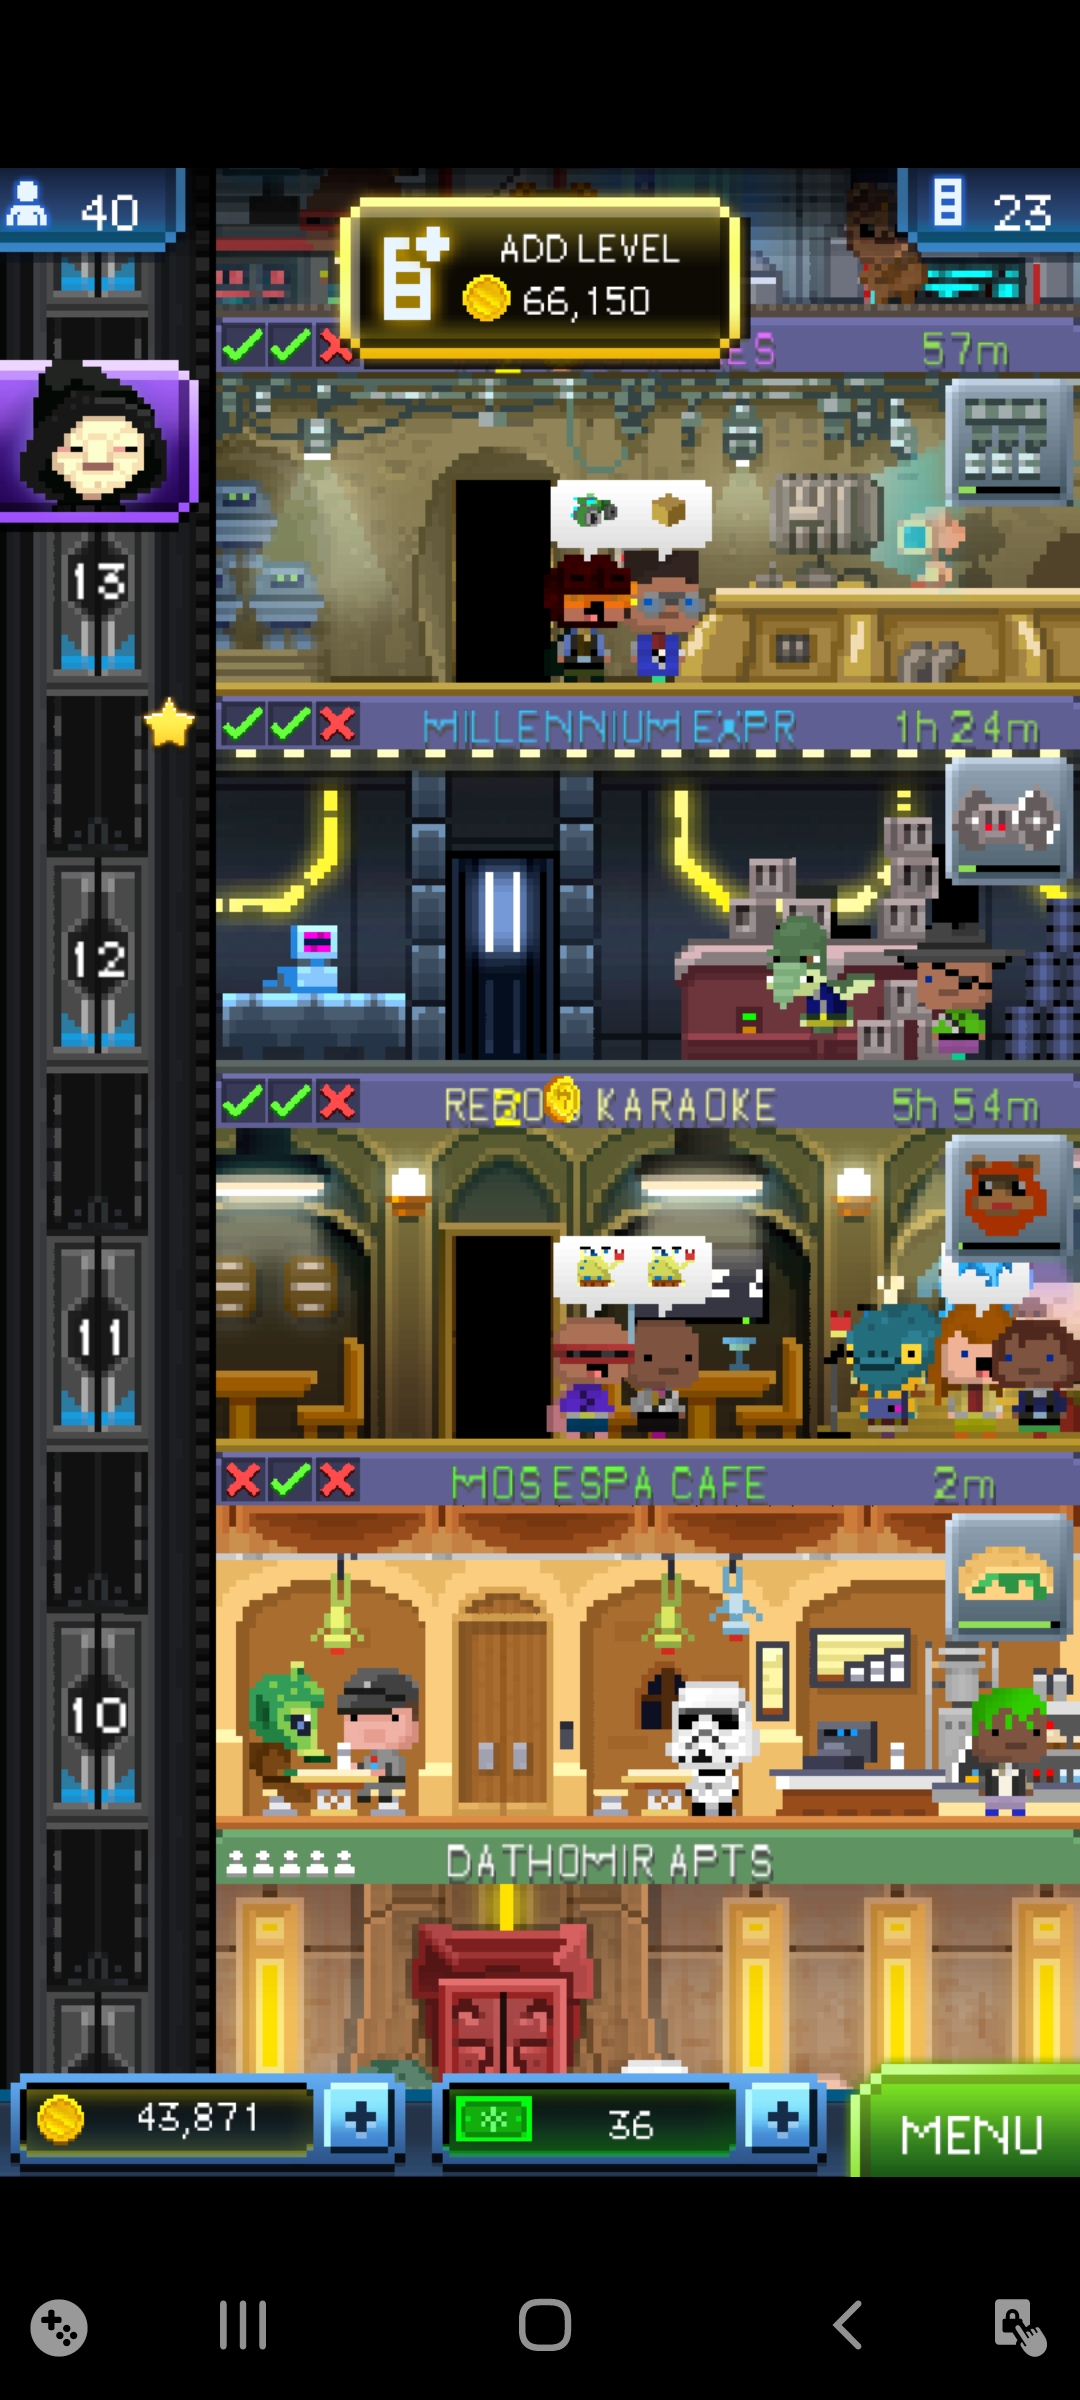 40
23
ADD LEVEL
66,150
ES
57m
13
MILLENNIUM EXPR
1h 24m
12
KARAOKE
5h 54m
11
MOS ESPA CAFE
2m
10
DATHOMIR APTS
43,871
36
MENU